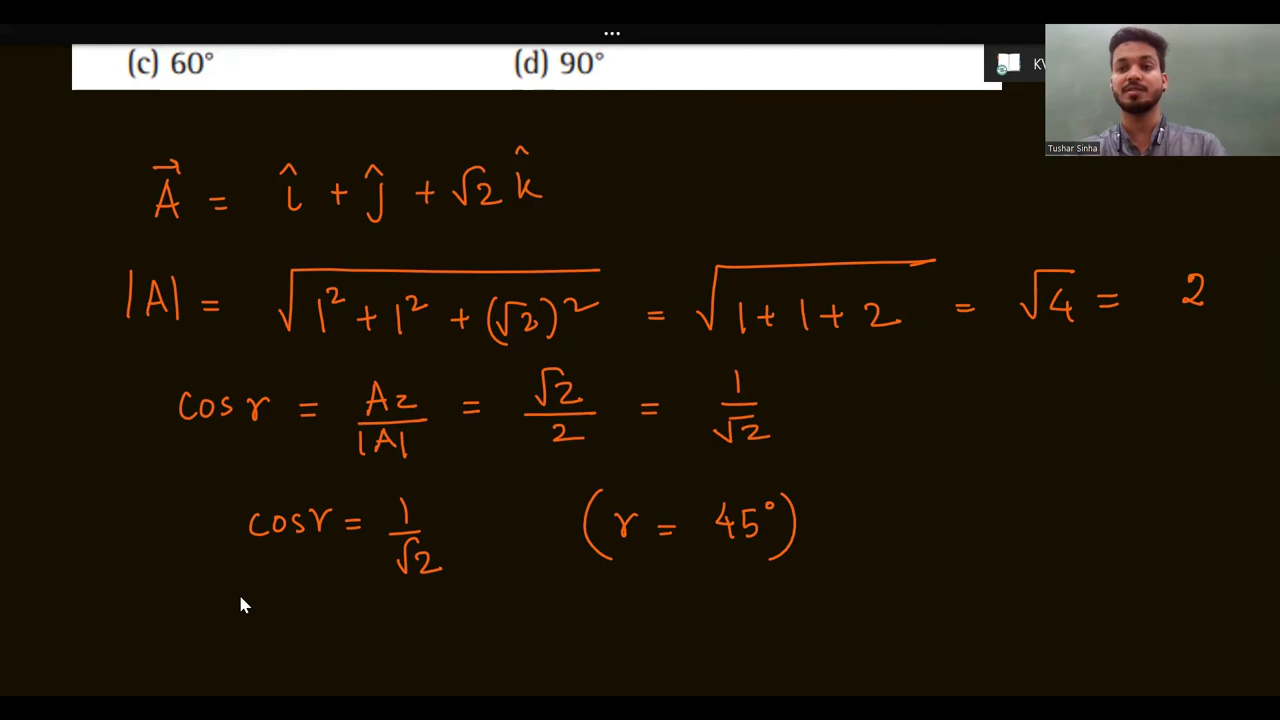 ...
(c) 60° (d) 90°
KV
Tushar Sinha
A⃗ = î + ĵ + √2 k̂
|A| = √(1² + 1² + (√2)²) = √(1 + 1 + 2) = √4 = 2
cos r = Az/|A| = √2/2 = 1/√2
cos r = 1/√2 (r = 45°)